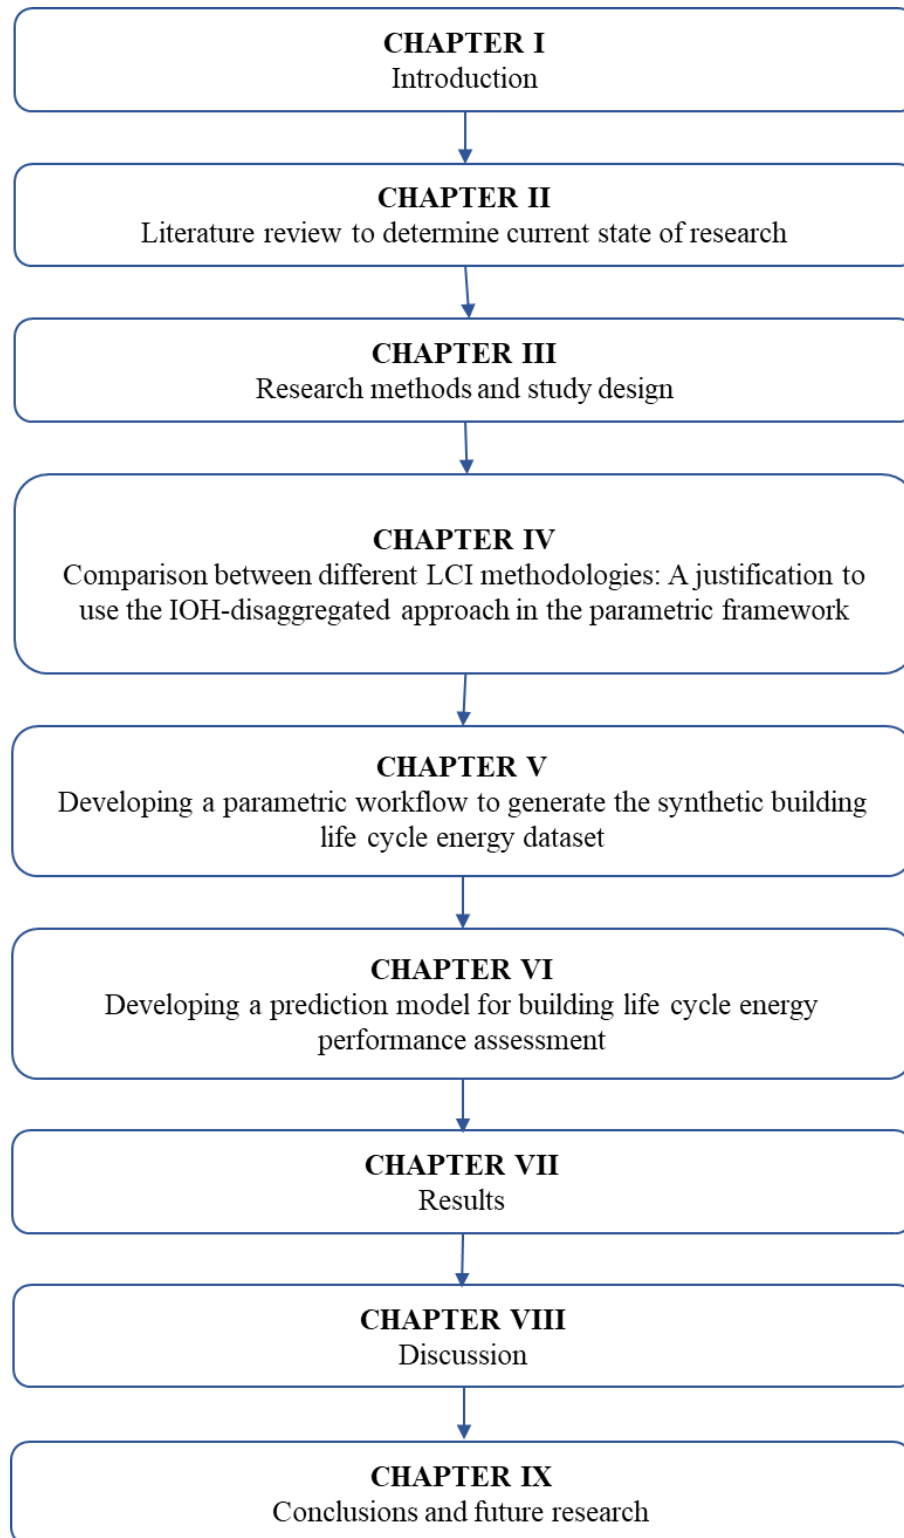 CHAPTER I
Introduction
CHAPTER II
Literature review to determine current state of research
CHAPTER III
Research methods and study design
CHAPTER IV
Comparison between different LCI methodologies: A justification to
use the IOH-disaggregated approach in the parametric framework
CHAPTER V
Developing a parametric workflow to generate the synthetic building
life cycle energy dataset
CHAPTER VI
Developing a prediction model for building life cycle energy
performance assessment
CHAPTER VII
Results
CHAPTER VIII
Discussion
CHAPTER IX
Conclusions and future research